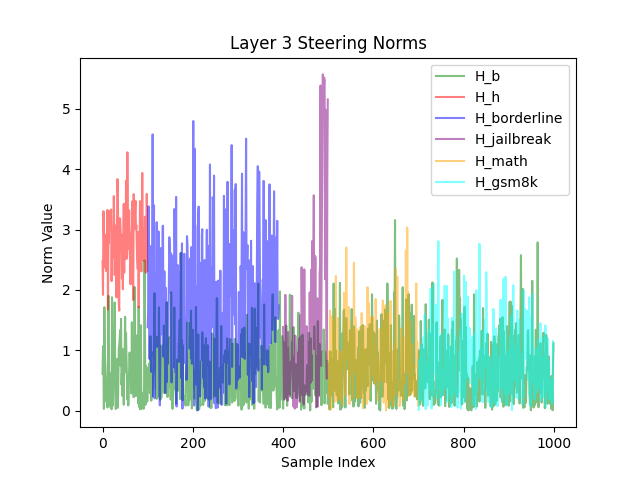 Layer 3 Steering Norms
H_b
H_h
H_borderline
H_jailbreak
H_math
H_gsm8k
Norm Value
5
4
3
2
1
0
0
200
400
600
800
1000
Sample Index